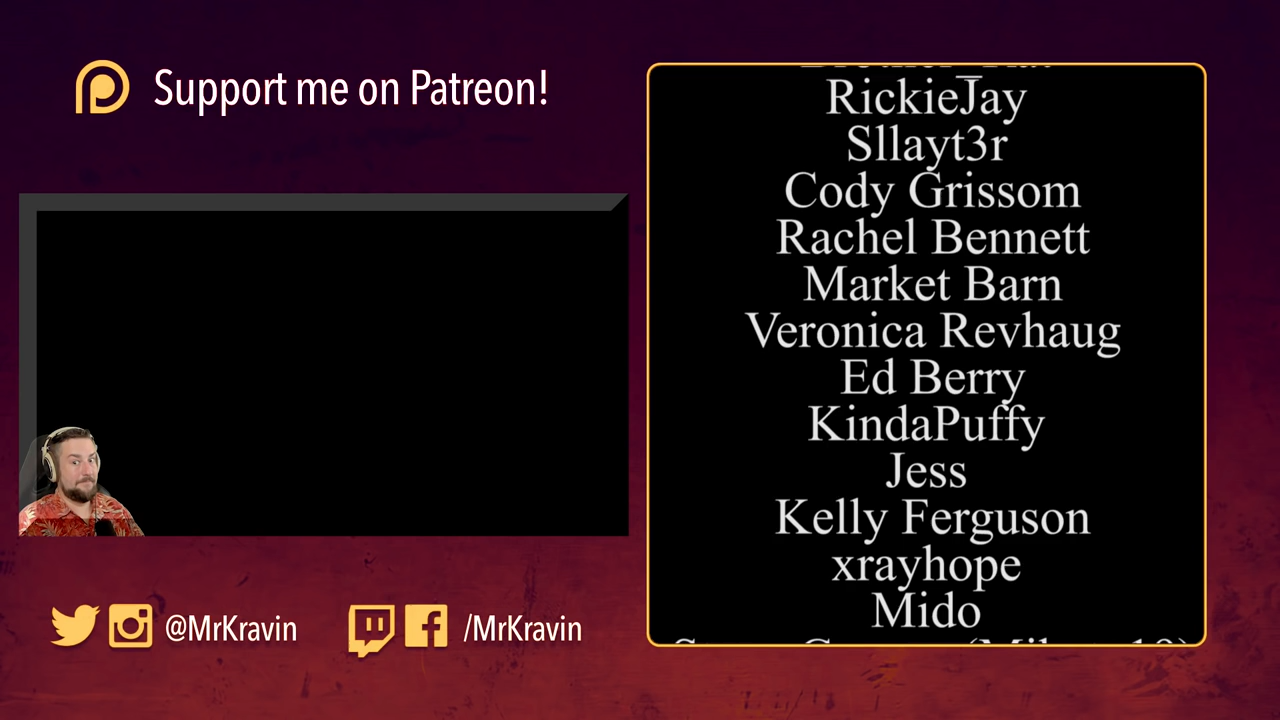 Support me on Patreon!
RickieJay
Sllayt3r
Cody Grissom
Rachel Bennett
Market Barn
Veronica Revhaug
Ed Berry
KindaPuffy
Jess
Kelly Ferguson
xrayhope
Mido
@MrKravin
/MrKravin